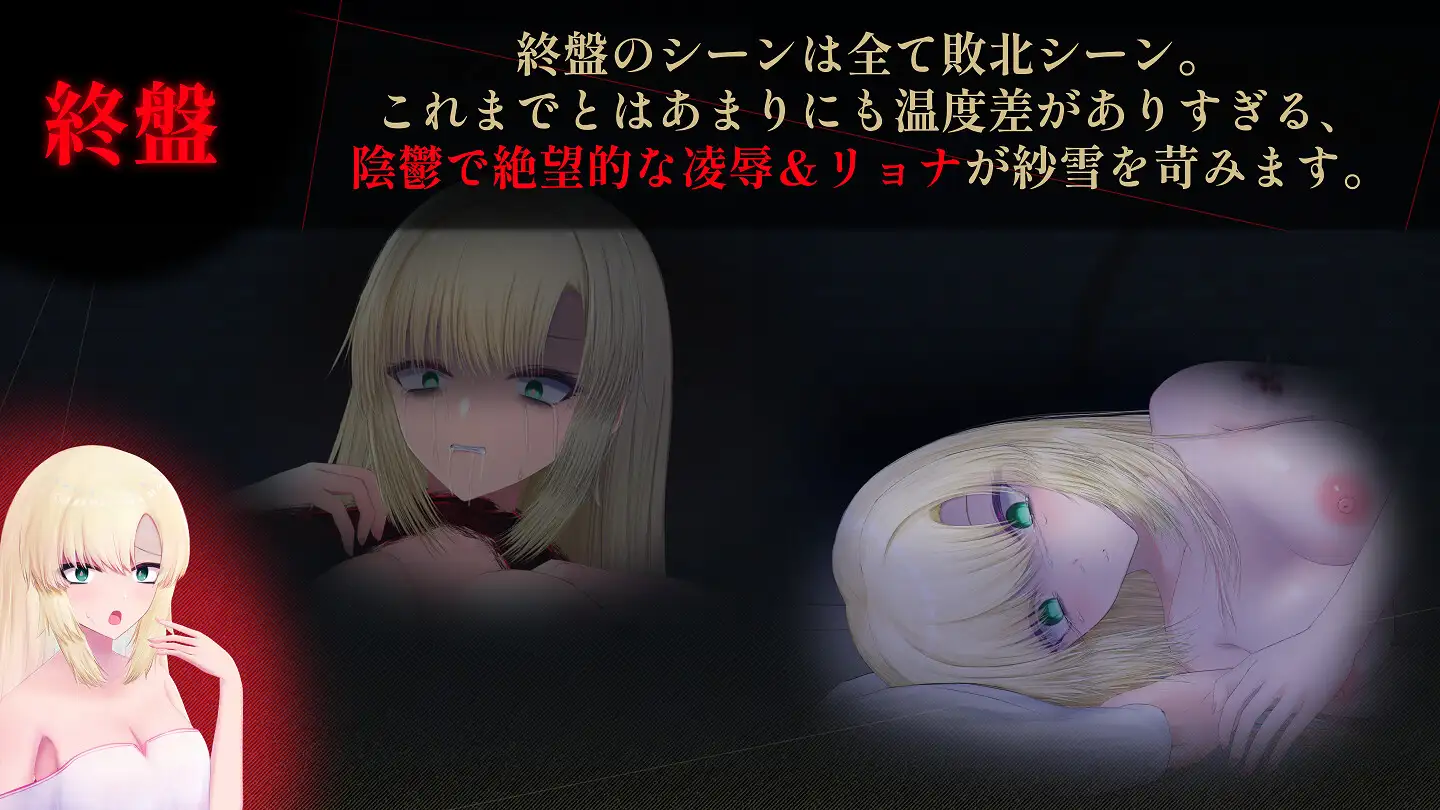 終盤
終盤のシーンは全て敗北シーン。
これまでとはあまりにも温度差がありすぎる、
陰鬱で絶望的な凌辱＆リョナが紗雪を苛みます。